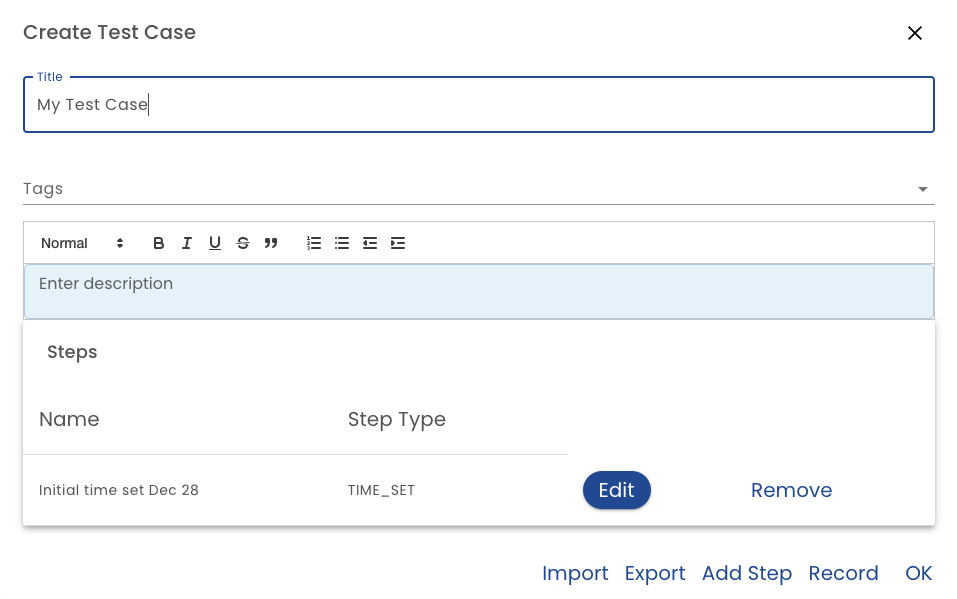 Create Test Case
Title
My Test Case
Tags
Normal B I U S
Enter description
Steps
Name Step Type
Initial time set Dec 28 TIME_SET Edit Remove
Import Export Add Step Record OK